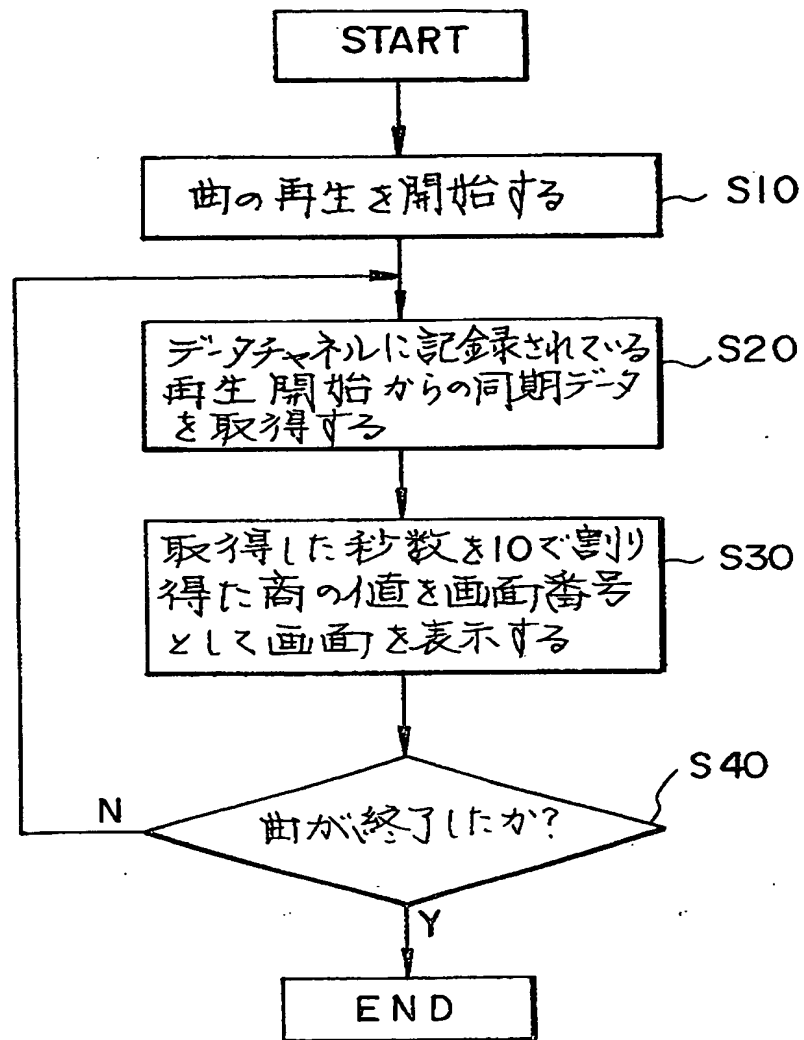 START
曲の再生を開始する
S10
データチャネルに記録されている
再生開始からの同期データ
を取得する
S20
取得した秒数を10で割り
得た商の値を画面番号
として画面を表示する
S30
曲が終了したか?
S40
N
Y
END